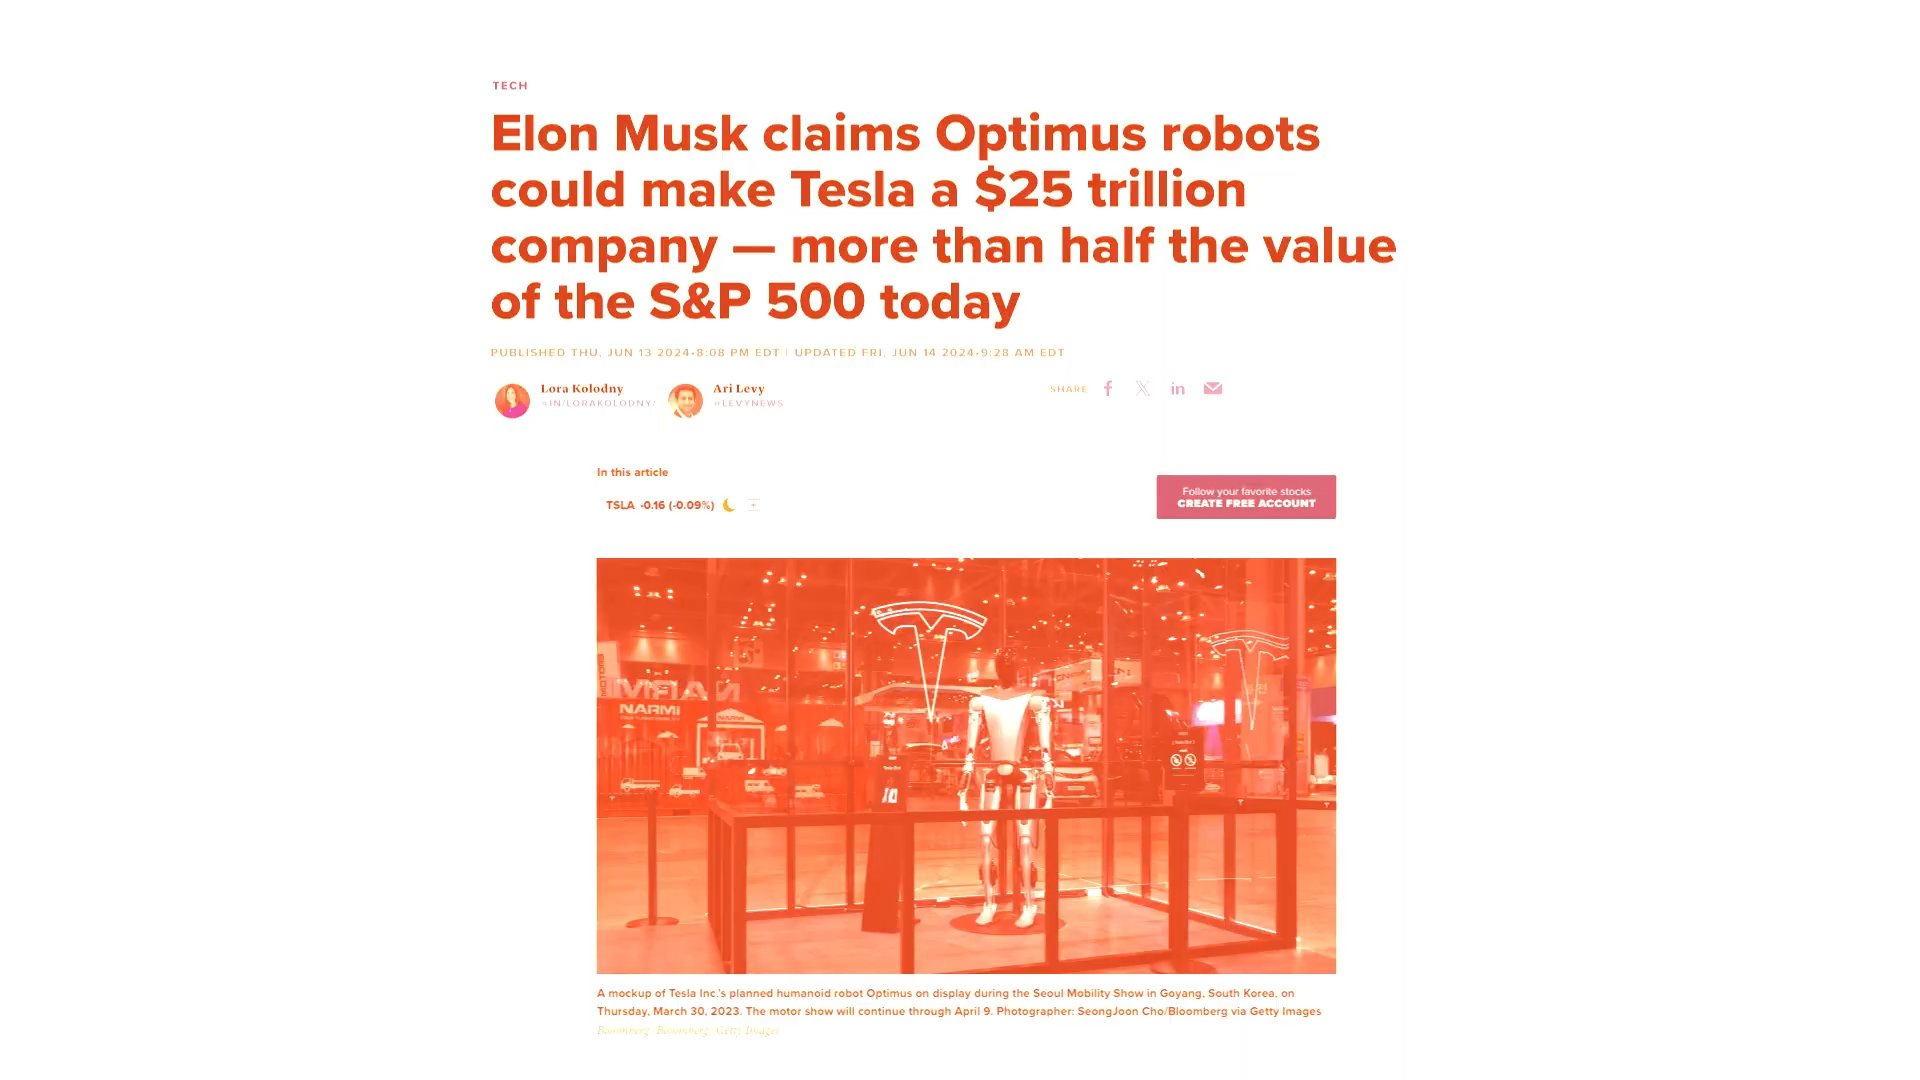 TECH
Elon Musk claims Optimus robots
could make Tesla a $25 trillion
company — more than half the value
of the S&P 500 today
PUBLISHED THU, JUN 13 2024•8:08 PM EDT | UPDATED FRI, JUN 14 2024•9:28 AM EDT
Lora Kolodny
@IN/LORAKOLODNY/
Ari Levy
@LEVYNEWS
SHARE
In this article
TSLA -0.16 (-0.09%)
Follow your favorite stocks
CREATE FREE ACCOUNT
NARMI
NARMI
A mockup of Tesla Inc.'s planned humanoid robot Optimus on display during the Seoul Mobility Show in Goyang, South Korea, on
Thursday, March 30, 2023. The motor show will continue through April 9. Photographer: SeongJoon Cho/Bloomberg via Getty Images
Bloomberg | Bloomberg | Getty Images